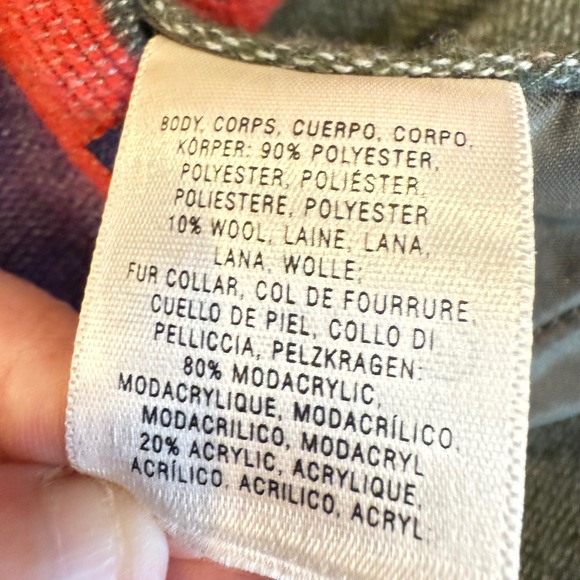 BODY, CORPS, CUERPO, CORPO,
KÖRPER: 90% POLYESTER,
POLYESTER, POLIÉSTER,
POLIESTERE, POLYESTER
10% WOOL, LAINE, LANA,
LANA, WOLLE;
FUR COLLAR, COL DE FOURRURE,
CUELLO DE PIEL, COLLO DI
PELLICCIA, PELZKRAGEN:
80% MODACRYLIC,
MODACRYLIQUE, MODACRÍLICO,
MODACRILICO, MODACRYL
20% ACRYLIC, ACRYLIQUE,
ACRÍLICO, ACRILICO, ACRYL